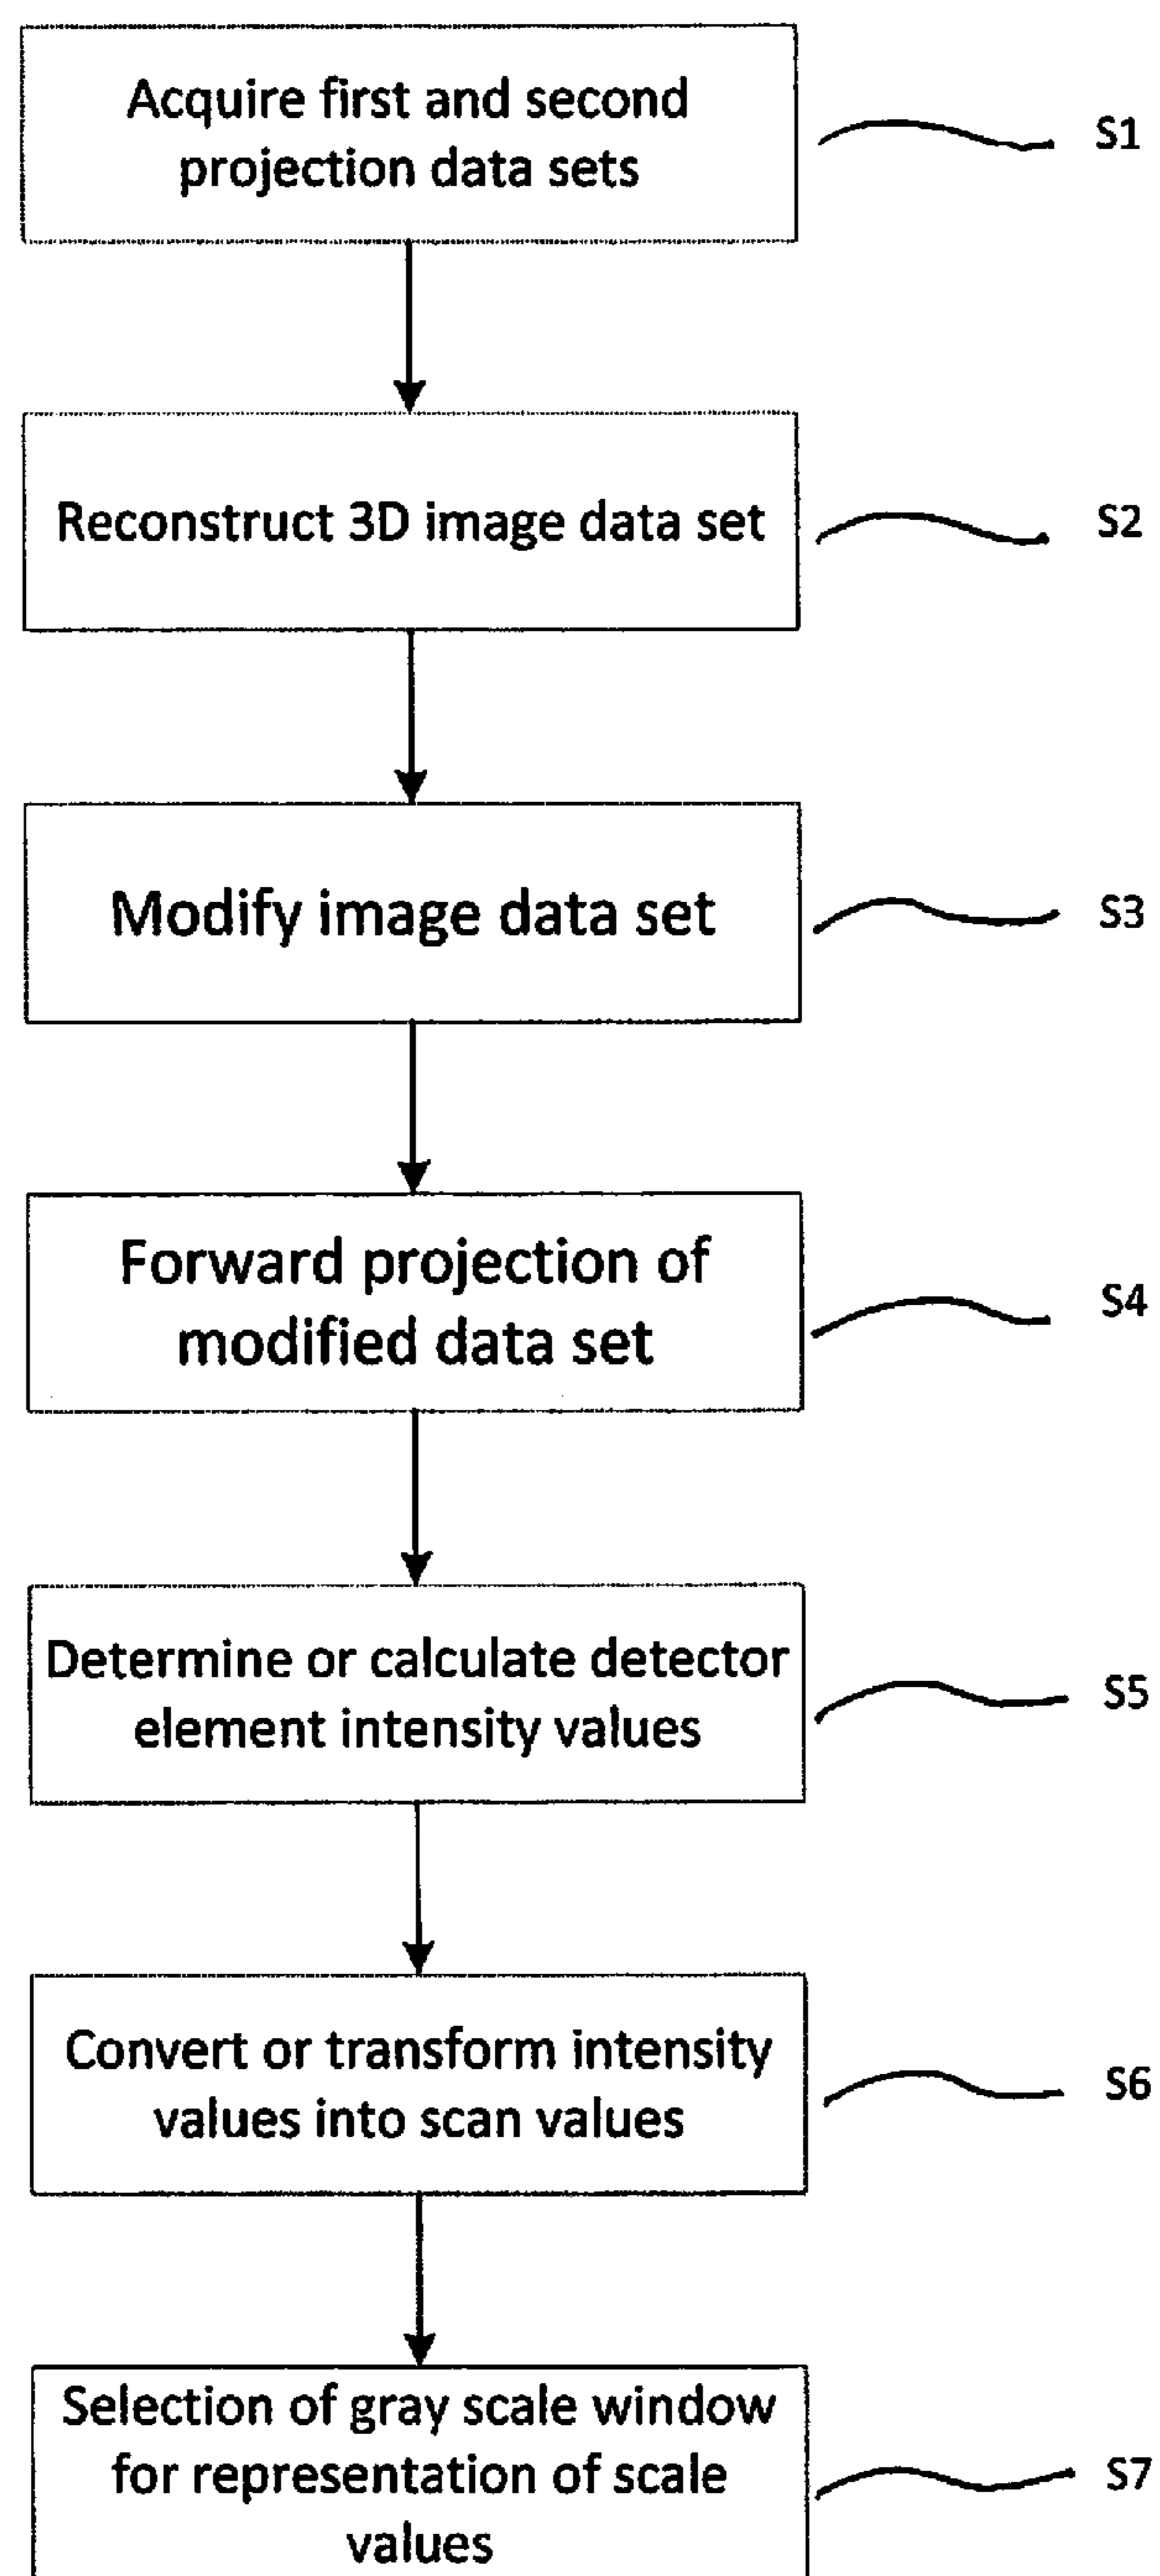 Acquire first and second
projection data sets
S1
Reconstruct 3D image data set
S2
Modify image data set
S3
Forward projection of
modified data set
S4
Determine or calculate detector
element intensity values
S5
Convert or transform intensity
values into scan values
S6
Selection of gray scale window
for representation of scale
values
S7